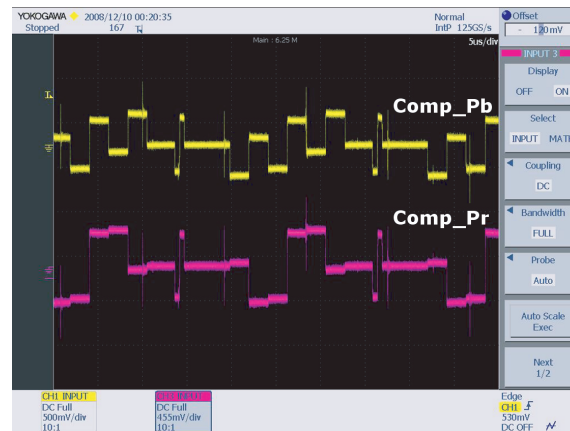 YOKOGAWA 2008/12/10 00:20:35
Stopped 167
Normal
IntP 125GS/s
Main : 6.25 M
5us/div
Offset
- 120mV
INPUT 3
Display
OFF ON
Select
INPUT MATH
Coupling
DC
Bandwidth
FULL
Probe
Auto
Auto Scale
Exec
Next
1/2
Comp_Pb
Comp_Pr
CH1 INPUT
DC Full
500mV/div
10:1
DC Full
455mV/div
10:1
Edge
CH1
530mV
DC OFF